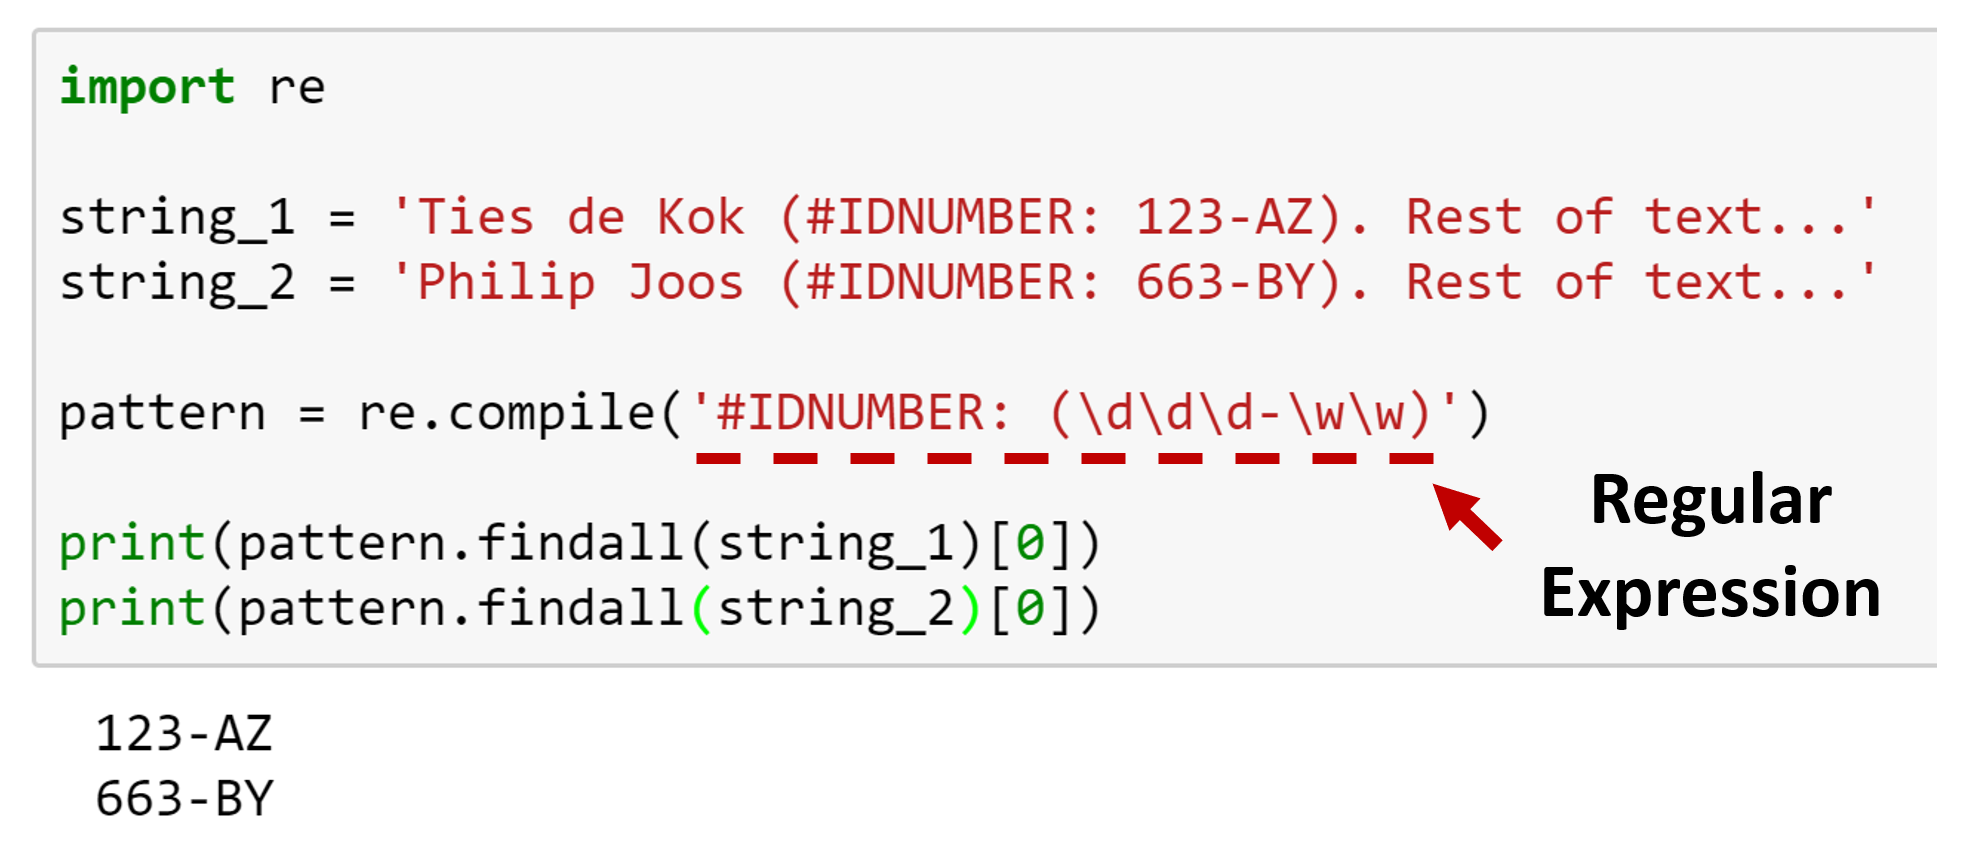 import re
string_1 = 'Ties de Kok (#IDNUMBER: 123-AZ). Rest of text...'
string_2 = 'Philip Joos (#IDNUMBER: 663-BY). Rest of text...'
pattern = re.compile('#IDNUMBER: (\d\d\d-\w\w)')
Regular
Expression
print(pattern.findall(string_1)[0])
print(pattern.findall(string_2)[0])
123-AZ
663-BY